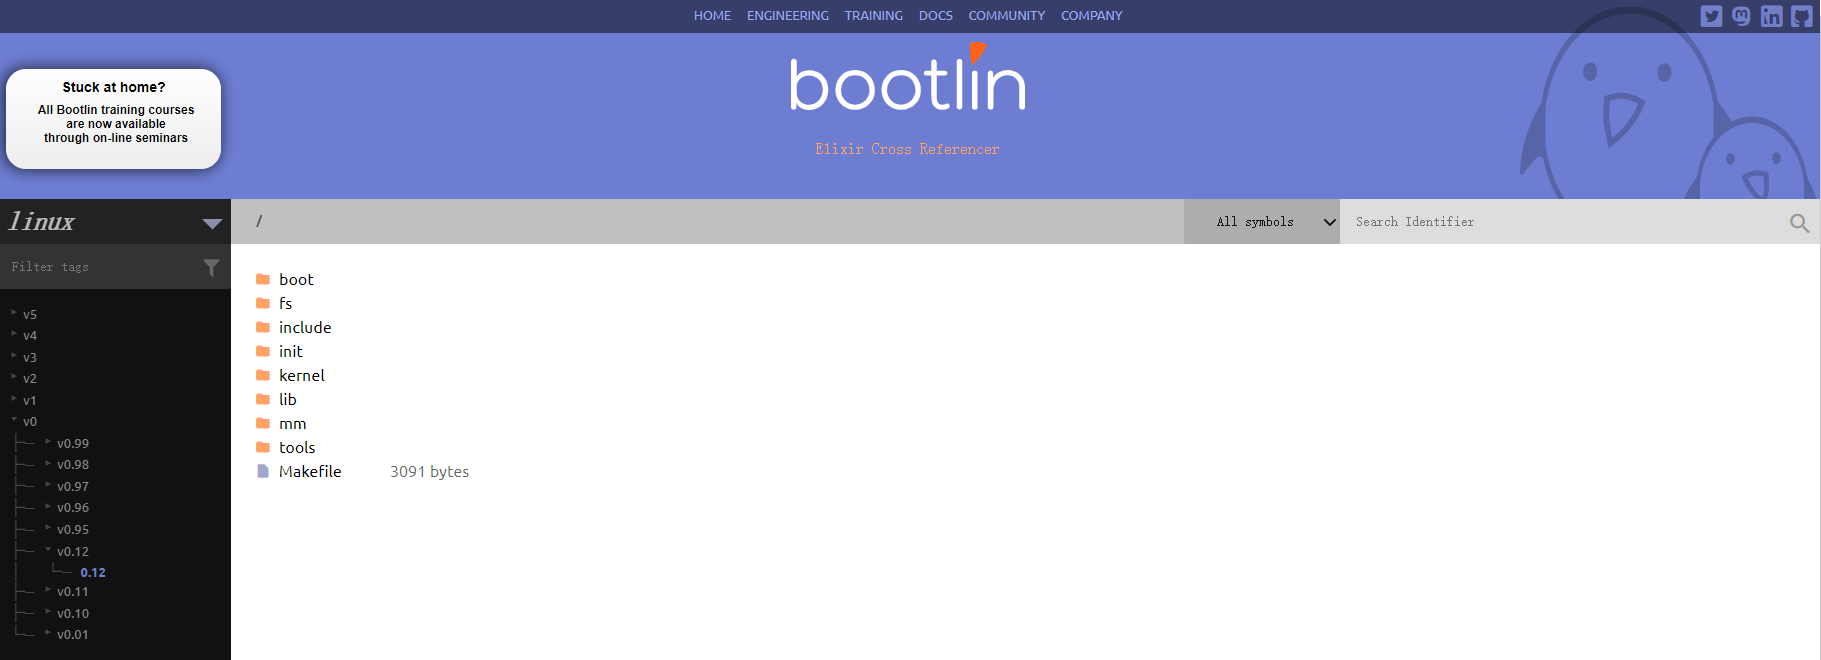 HOME ENGINEERING TRAINING DOCS COMMUNITY COMPANY
Stuck at home?
All Bootlin training courses
are now available
through on-line seminars
bootlin
Elixir Cross Referencer
linux
/
All symbols
Search Identifier
Filter tags
v5
v4
v3
v2
v1
v0
v0.99
v0.98
v0.97
v0.96
v0.95
v0.12
0.12
v0.11
v0.10
v0.01
boot
fs
include
init
kernel
lib
mm
tools
Makefile 3091 bytes